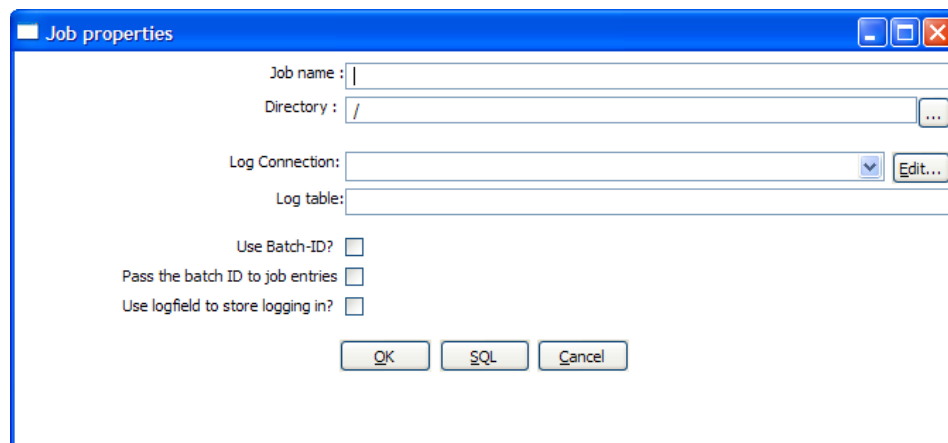 Job properties
Job name :
Directory : /
...
Log Connection:
Edit...
Log table:
Use Batch-ID?
Pass the batch ID to job entries
Use logfield to store logging in?
OK SQL Cancel